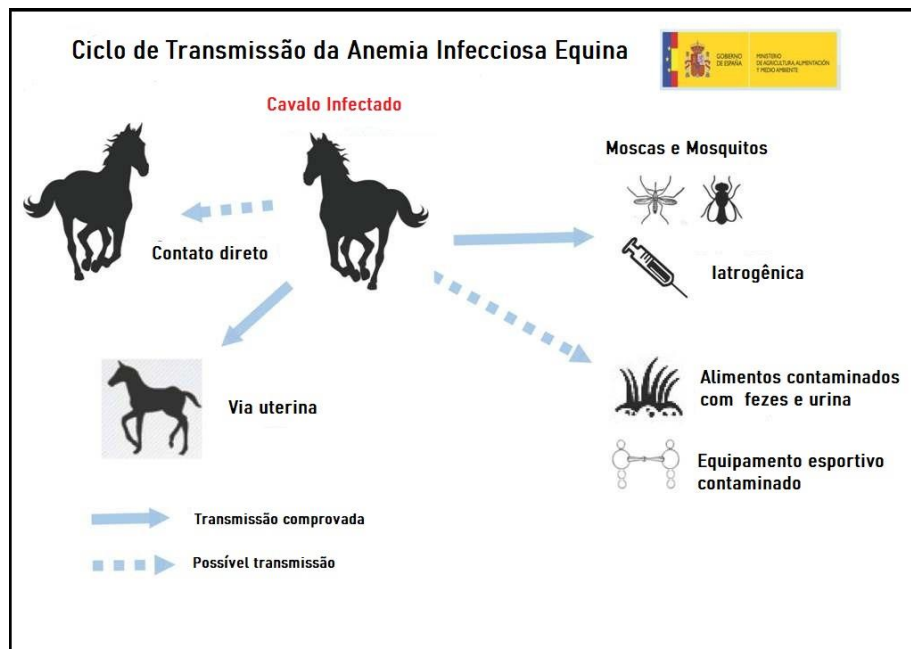 Ciclo de Transmissão da Anemia Infecciosa Equina
GOBIERNO
DE ESPAÑA
MINISTERIO
DE AGRICULTURA, ALIMENTACIÓN
Y MEDIO AMBIENTE
Cavalo Infectado
Moscas e Mosquitos
Contato direto
Iatrogênica
Via uterina
Alimentos contaminados
com fezes e urina
Equipamento esportivo
contaminado
Transmissão comprovada
Possível transmissão